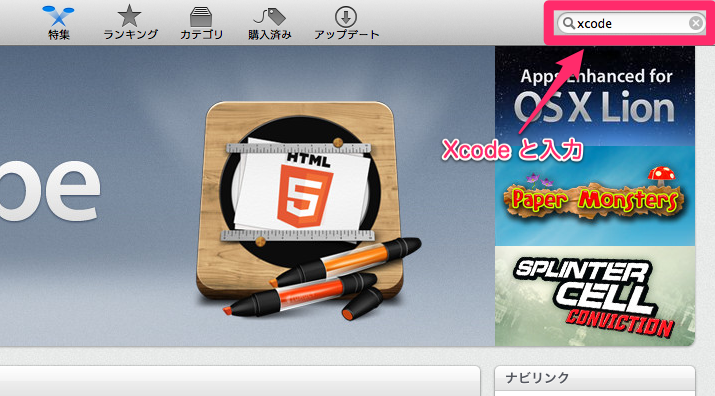 特集
ランキング
カテゴリ
購入済み
アップデート
xcode
Apps Enhanced for
OS X Lion
Xcode と入力
HTML
5
pe
Paper Monsters
SPLINTER
CELL
CONVICTION
ナビリンク